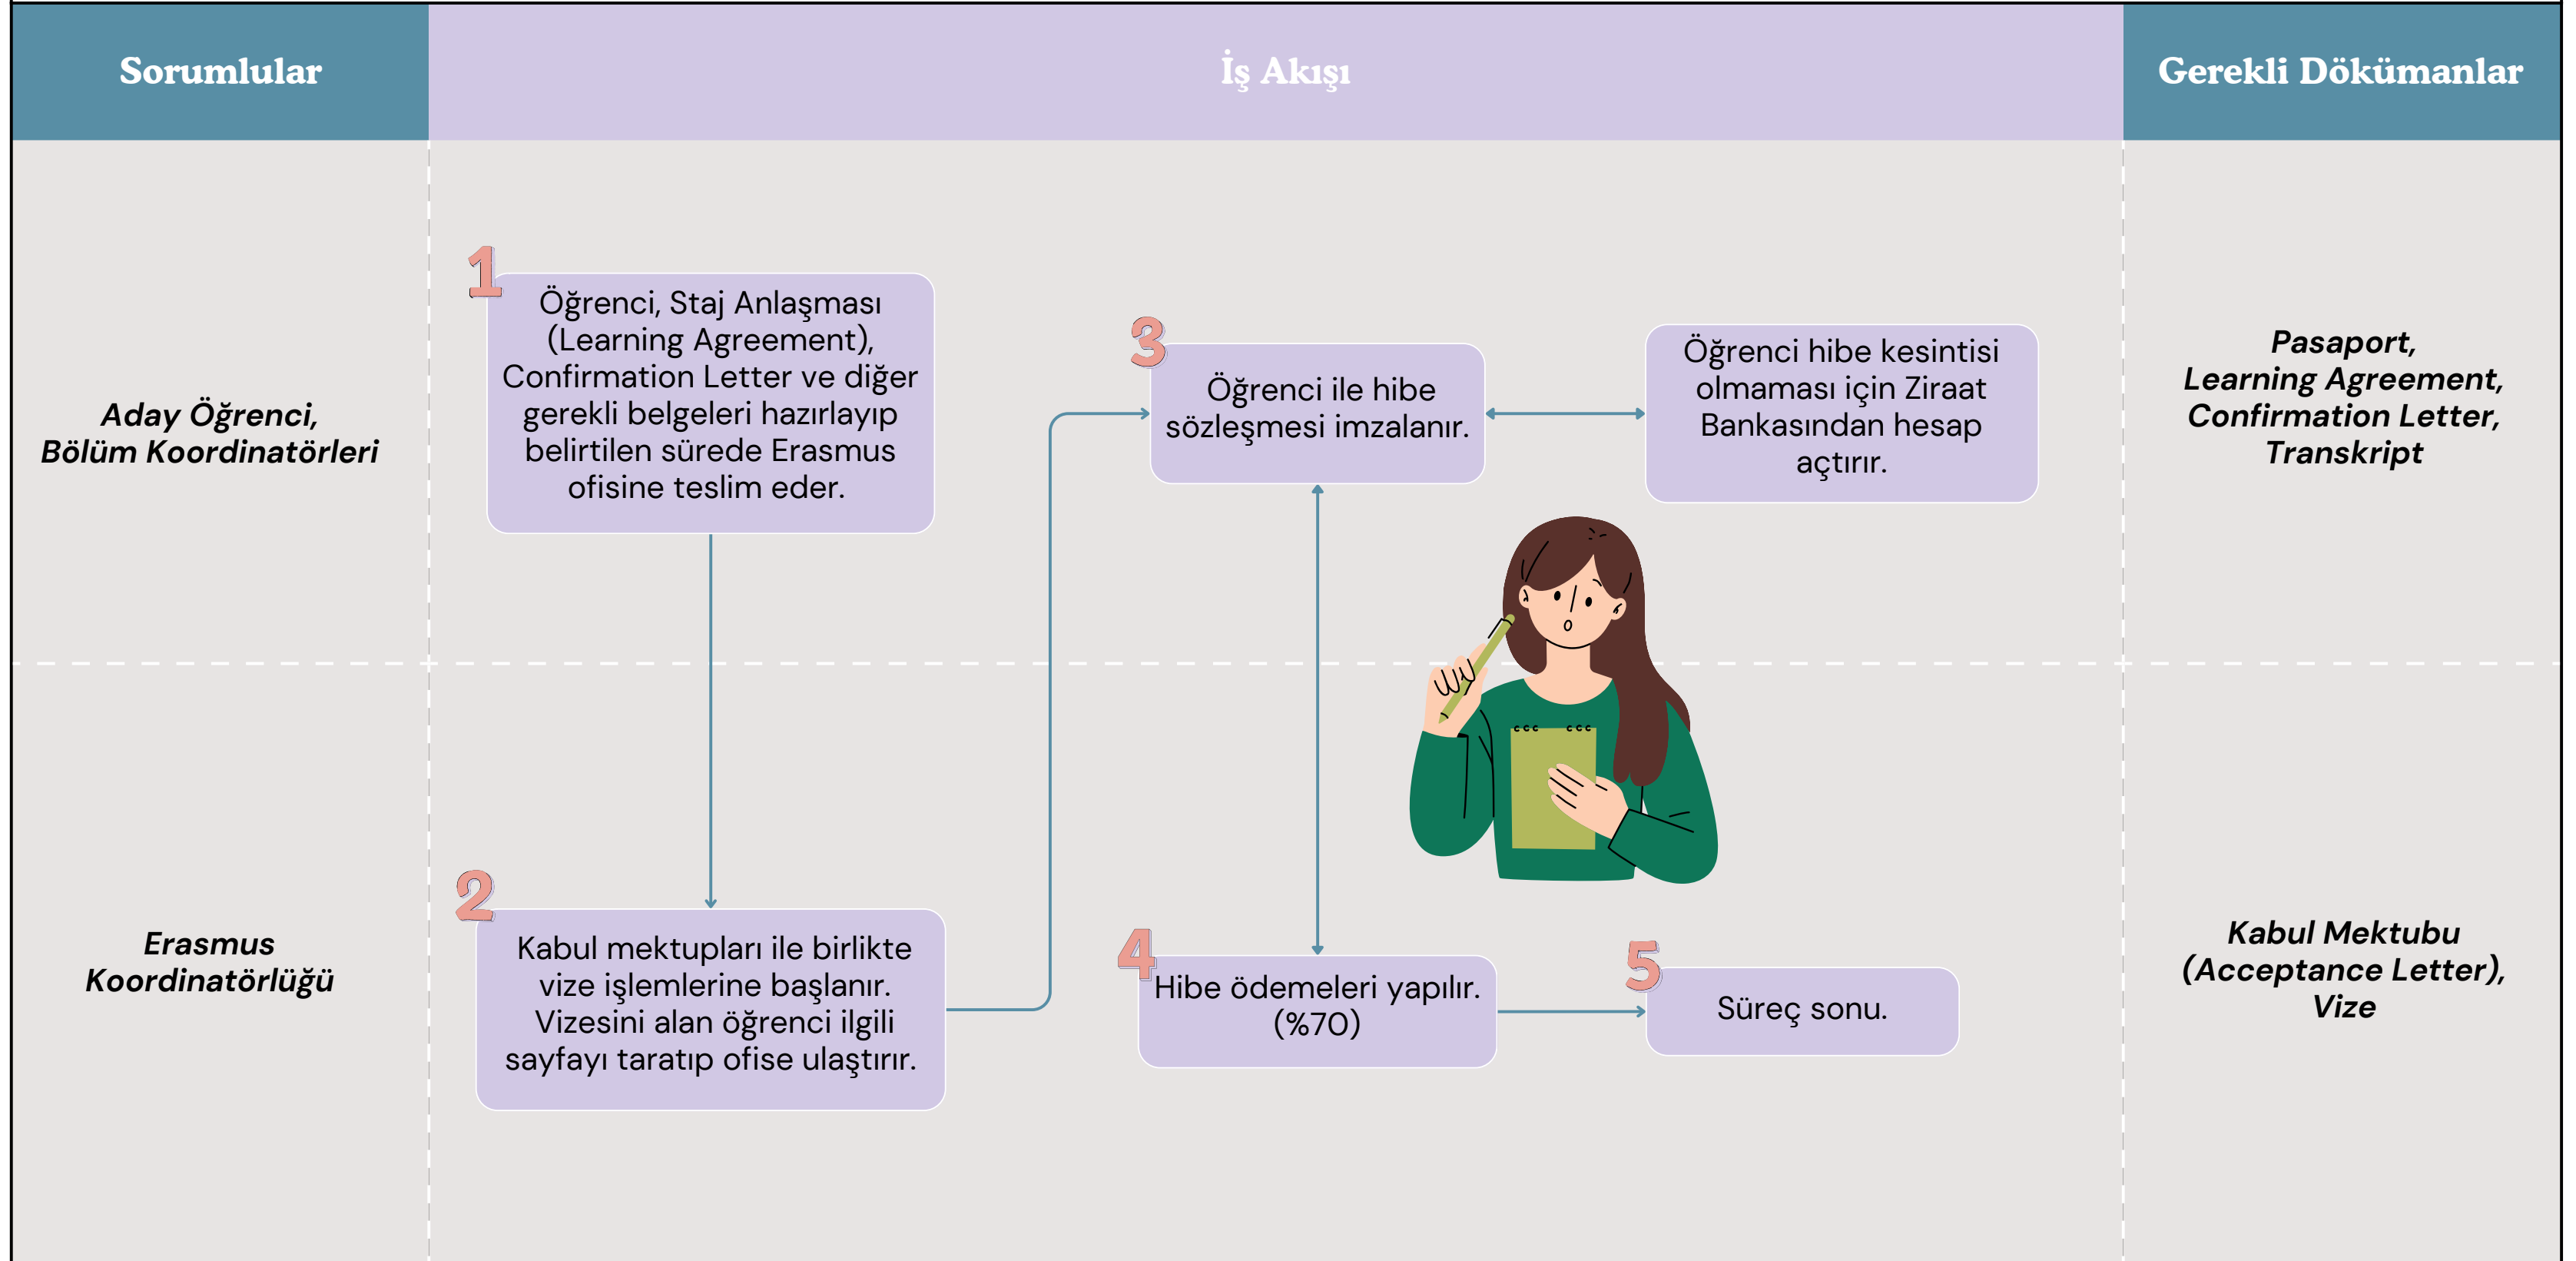 Sorumlular
İş Akışı
Gerekli Dökümanlar
Aday Öğrenci,
Bölüm Koordinatörleri
1
Öğrenci, Staj Anlaşması
(Learning Agreement),
Confirmation Letter ve diğer
gerekli belgeleri hazırlayıp
belirtilen sürede Erasmus
ofisine teslim eder.
3
Öğrenci ile hibe
sözleşmesi imzalanır.
Öğrenci hibe kesintisi
olmaması için Ziraat
Bankasından hesap
açtırır.
Pasaport,
Learning Agreement,
Confirmation Letter,
Transkript
Erasmus
Koordinatörlüğü
2
Kabul mektupları ile birlikte
vize işlemlerine başlanır.
Vizesini alan öğrenci ilgili
sayfayı taratıp ofise ulaştırır.
4
Hibe ödemeleri yapılır.
(%70)
5
Süreç sonu.
Kabul Mektubu
(Acceptance Letter),
Vize